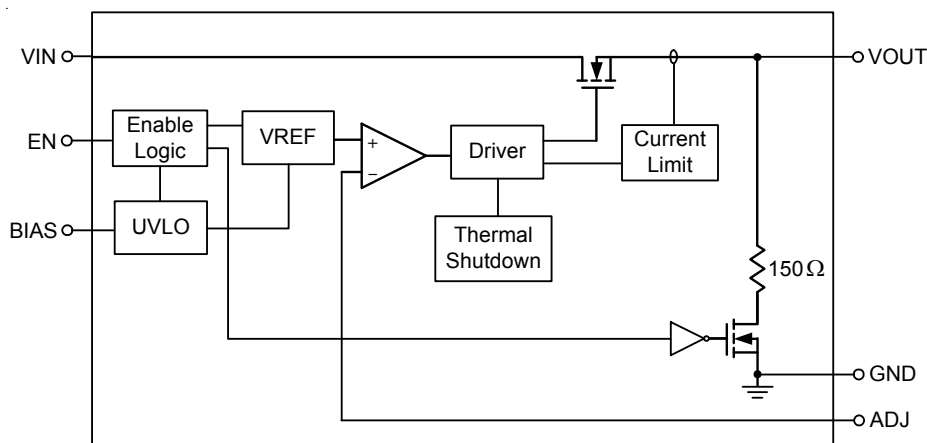 VIN
VOUT
EN
Enable
Logic
VREF
+
−
Driver
Current
Limit
BIAS
UVLO
Thermal
Shutdown
150Ω
GND
ADJ